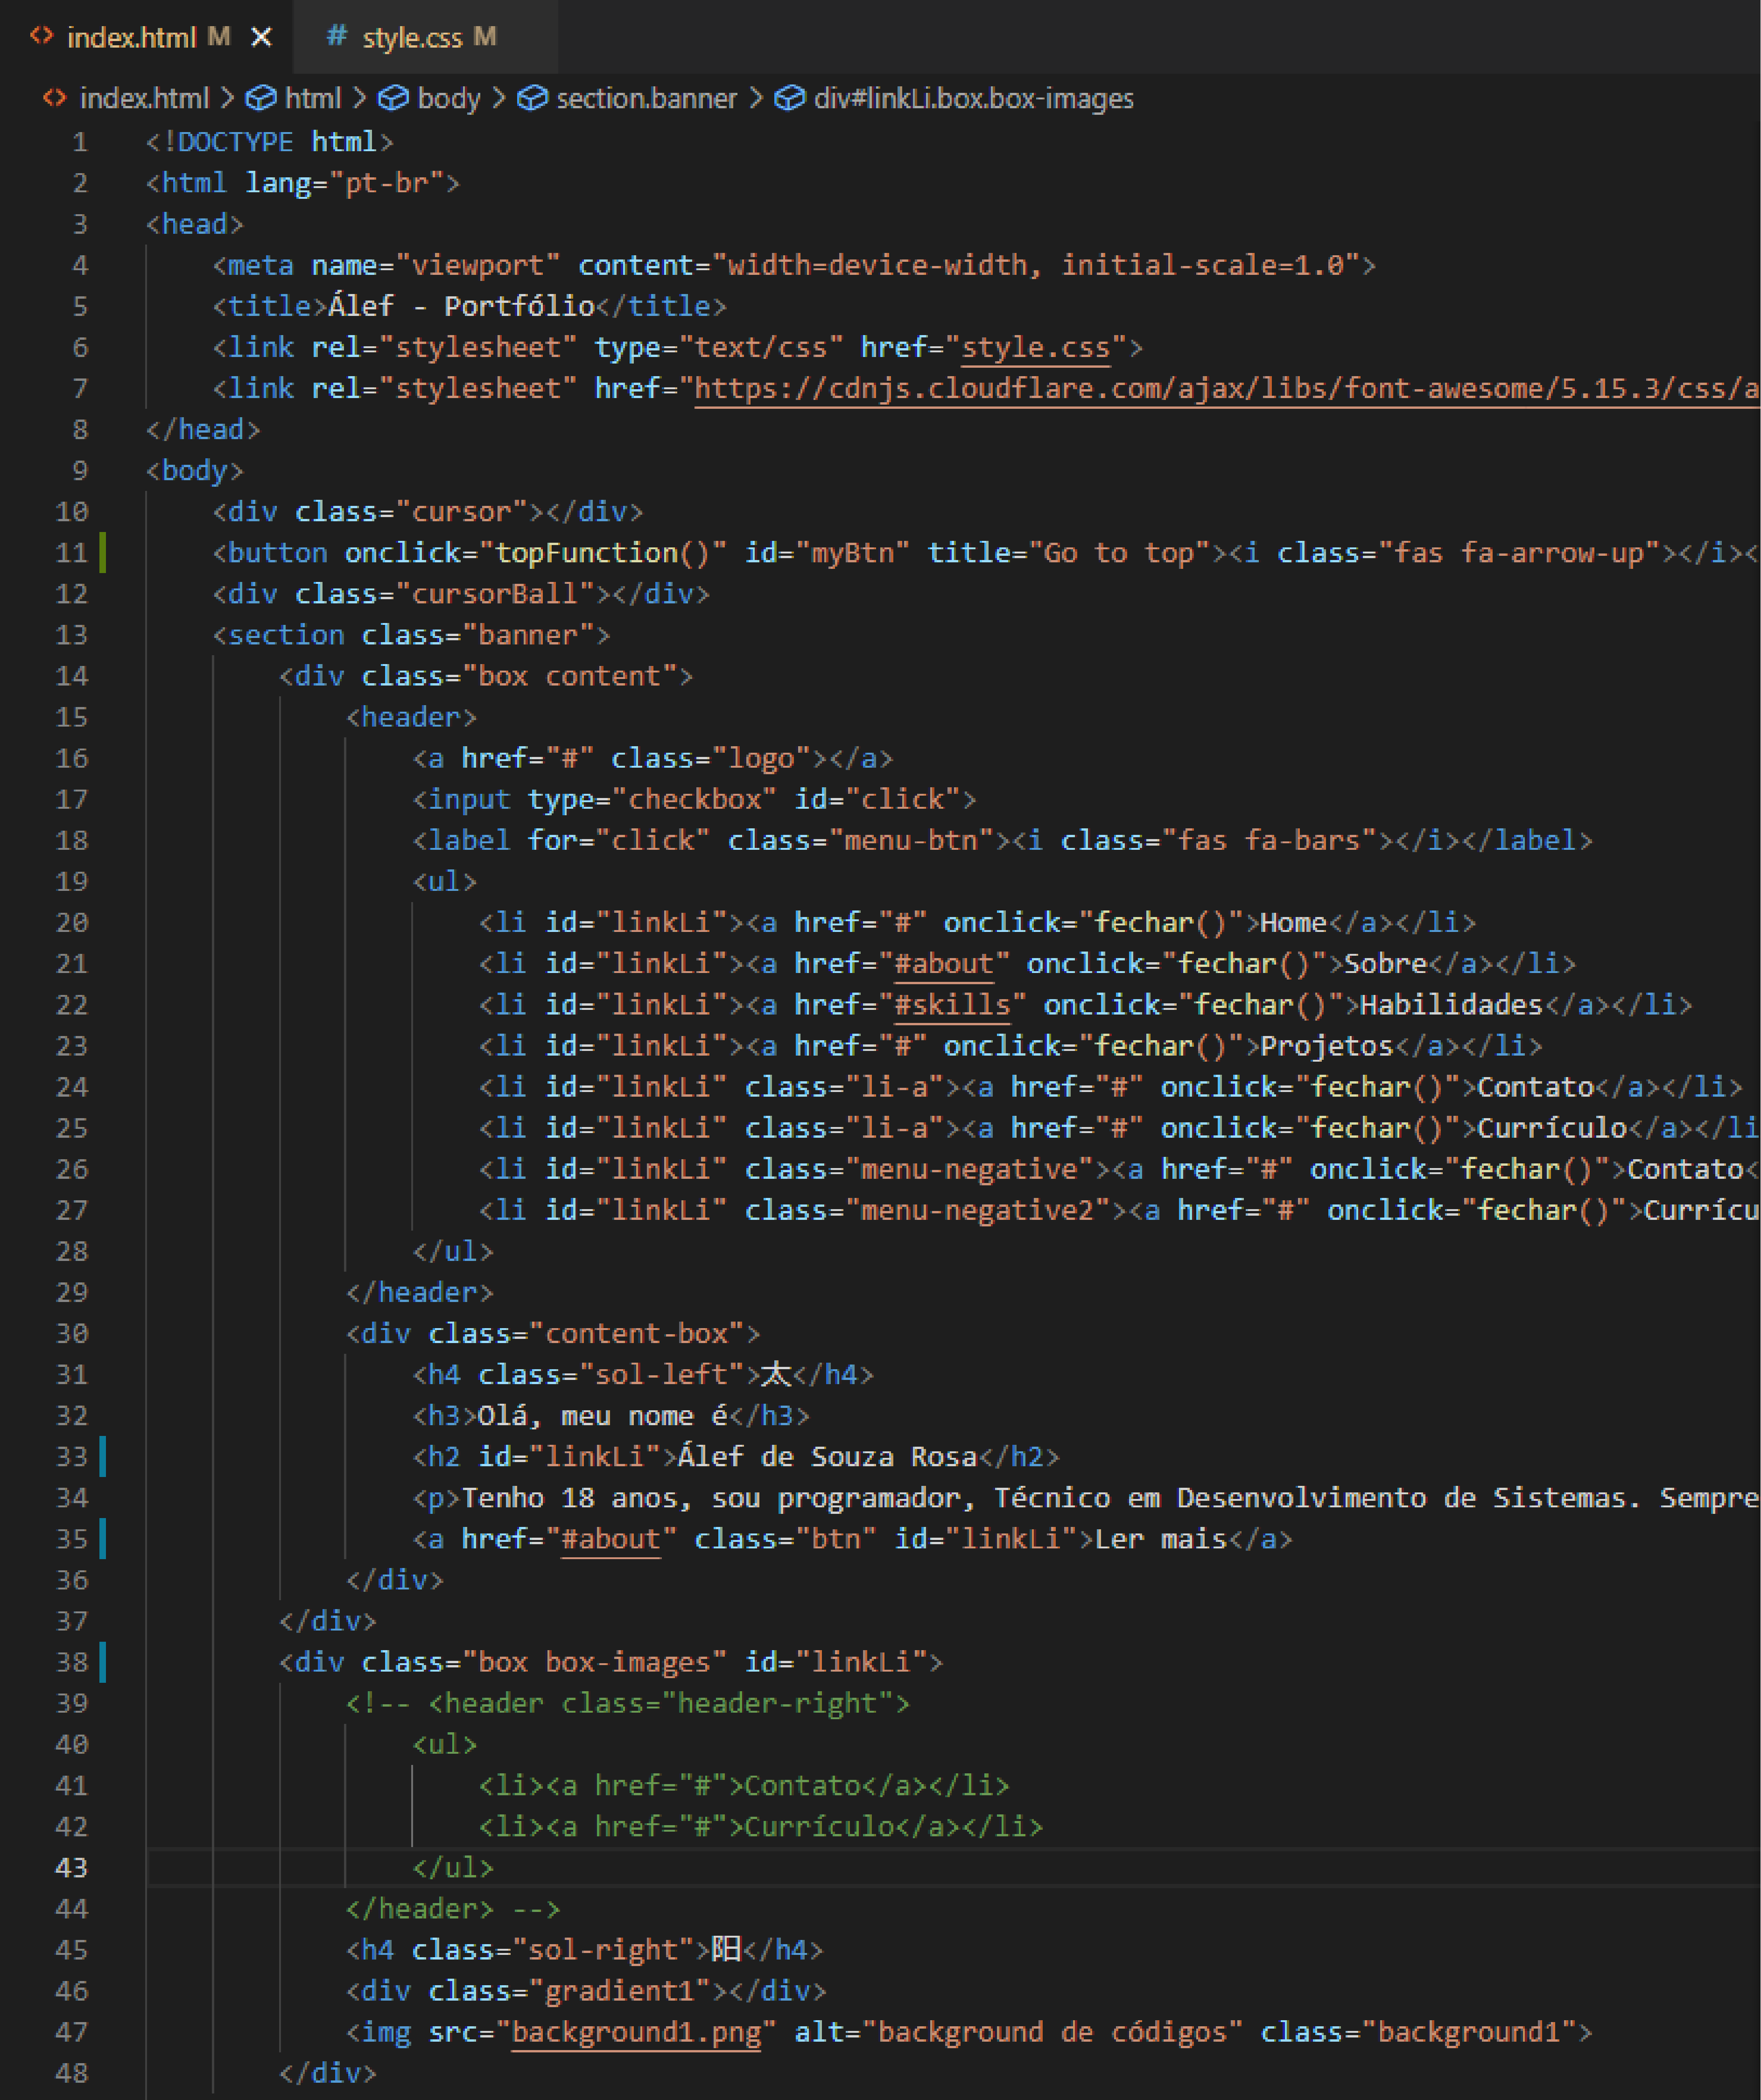 index.html M
style.css M
index.html > html > body > section.banner > div#linkLi.box.box-images
1 <!DOCTYPE html>
2 <html lang="pt-br">
3 <head>
4 <meta name="viewport" content="width=device-width, initial-scale=1.0">
5 <title>Álef - Portfólio</title>
6 <link rel="stylesheet" type="text/css" href="style.css">
7 <link rel="stylesheet" href="https://cdnjs.cloudflare.com/ajax/libs/font-awesome/5.15.3/css/a
8 </head>
9 <body>
10 <div class="cursor"></div>
11 <button onclick="topFunction()" id="myBtn" title="Go to top"><i class="fas fa-arrow-up"></i><
12 <div class="cursorBall"></div>
13 <section class="banner">
14 <div class="box content">
15 <header>
16 <a href="#" class="logo"></a>
17 <input type="checkbox" id="click">
18 <label for="click" class="menu-btn"><i class="fas fa-bars"></i></label>
19 <ul>
20 <li id="linkLi"><a href="#" onclick="fechar()">Home</a></li>
21 <li id="linkLi"><a href="#about" onclick="fechar()">Sobre</a></li>
22 <li id="linkLi"><a href="#skills" onclick="fechar()">Habilidades</a></li>
23 <li id="linkLi"><a href="#" onclick="fechar()">Projetos</a></li>
24 <li id="linkLi" class="li-a"><a href="#" onclick="fechar()">Contato</a></li>
25 <li id="linkLi" class="li-a"><a href="#" onclick="fechar()">Currículo</a></li
26 <li id="linkLi" class="menu-negative"><a href="#" onclick="fechar()">Contato<
27 <li id="linkLi" class="menu-negative2"><a href="#" onclick="fechar()">Currícu
28 </ul>
29 </header>
30 <div class="content-box">
31 <h4 class="sol-left">太</h4>
32 <h3>Olá, meu nome é</h3>
33 <h2 id="linkLi">Álef de Souza Rosa</h2>
34 <p>Tenho 18 anos, sou programador, Técnico em Desenvolvimento de Sistemas. Sempre
35 <a href="#about" class="btn" id="linkLi">Ler mais</a>
36 </div>
37 </div>
38 <div class="box box-images" id="linkLi">
39 <!-- <header class="header-right">
40 <ul>
41 <li><a href="#">Contato</a></li>
42 <li><a href="#">Currículo</a></li>
43 </ul>
44 </header> -->
45 <h4 class="sol-right">阳</h4>
46 <div class="gradient1"></div>
47 <img src="background1.png" alt="background de códigos" class="background1">
48 </div>